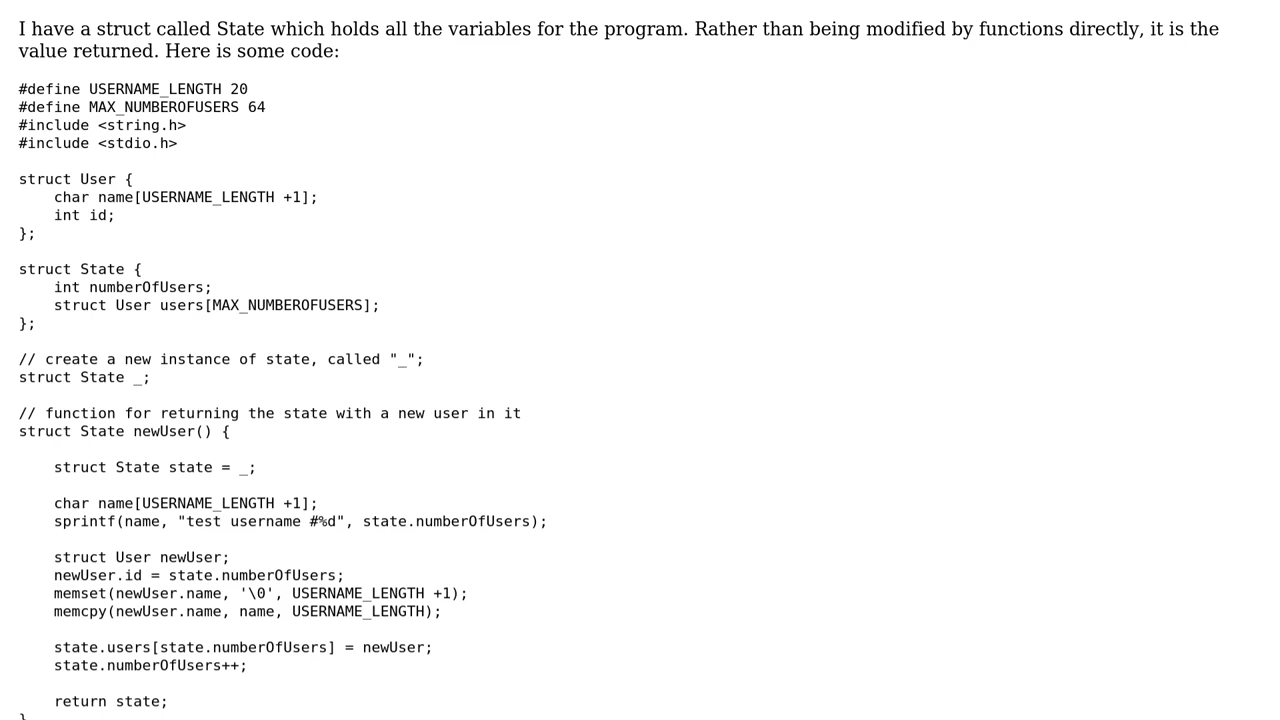 I have a struct called State which holds all the variables for the program. Rather than being modified by functions directly, it is the
value returned. Here is some code:
#define USERNAME_LENGTH 20
#define MAX_NUMBEROFUSERS 64
#include <string.h>
#include <stdio.h>
struct User {
    char name[USERNAME_LENGTH +1];
    int id;
};
struct State {
    int numberOfUsers;
    struct User users[MAX_NUMBEROFUSERS];
};
// create a new instance of state, called "_";
struct State _;
// function for returning the state with a new user in it
struct State newUser() {
    struct State state = _;
    char name[USERNAME_LENGTH +1];
    sprintf(name, "test username #%d", state.numberOfUsers);
    struct User newUser;
    newUser.id = state.numberOfUsers;
    memset(newUser.name, '\0', USERNAME_LENGTH +1);
    memcpy(newUser.name, name, USERNAME_LENGTH);
    state.users[state.numberOfUsers] = newUser;
    state.numberOfUsers++;
    return state;
}